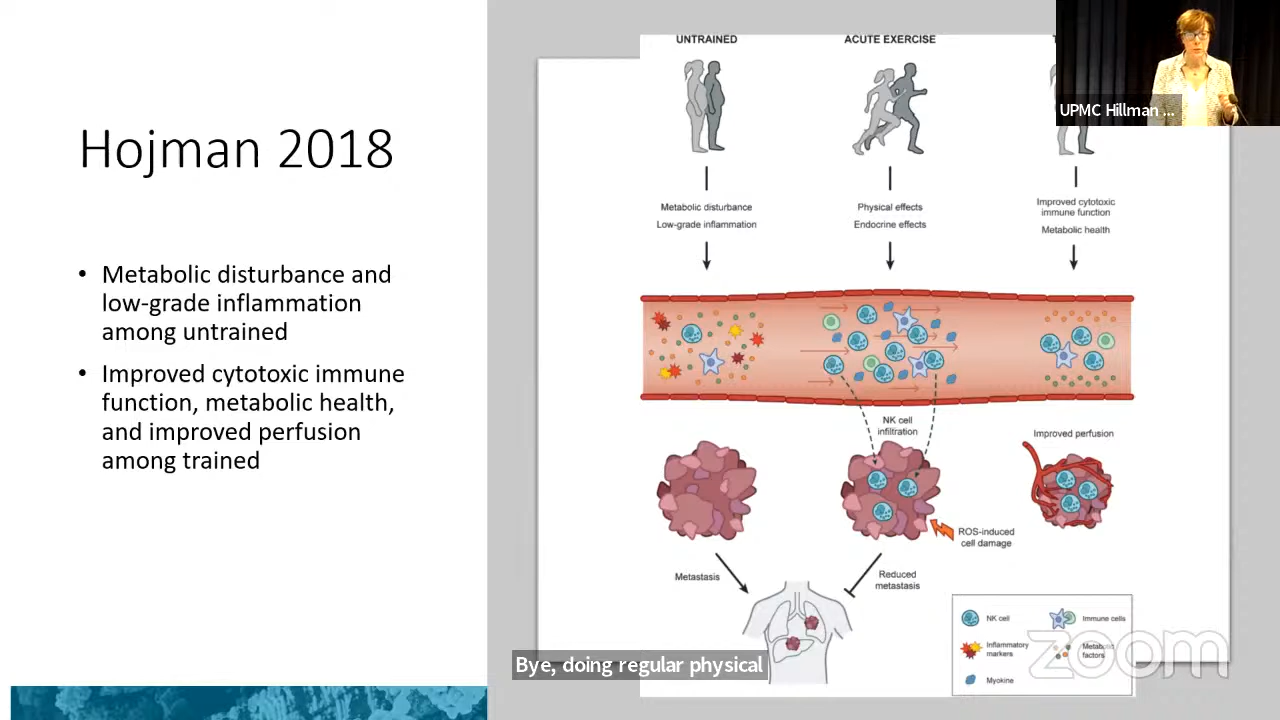 Hojman 2018
• Metabolic disturbance and
low-grade inflammation
among untrained
• Improved cytotoxic immune
function, metabolic health,
and improved perfusion
among trained
UNTRAINED
ACUTE EXERCISE
UPMC Hillman ...
Metabolic disturbance
Low-grade inflammation
Physical effects
Endocrine effects
Improved cytotoxic
immune function
Metabolic health
NK cell
infiltration
Improved perfusion
ROS-induced
cell damage
Metastasis
Reduced
metastasis
NK cell
Immune cells
Inflammatory
markers
Metabolic
factors
Myokine
zoom
Bye, doing regular physical